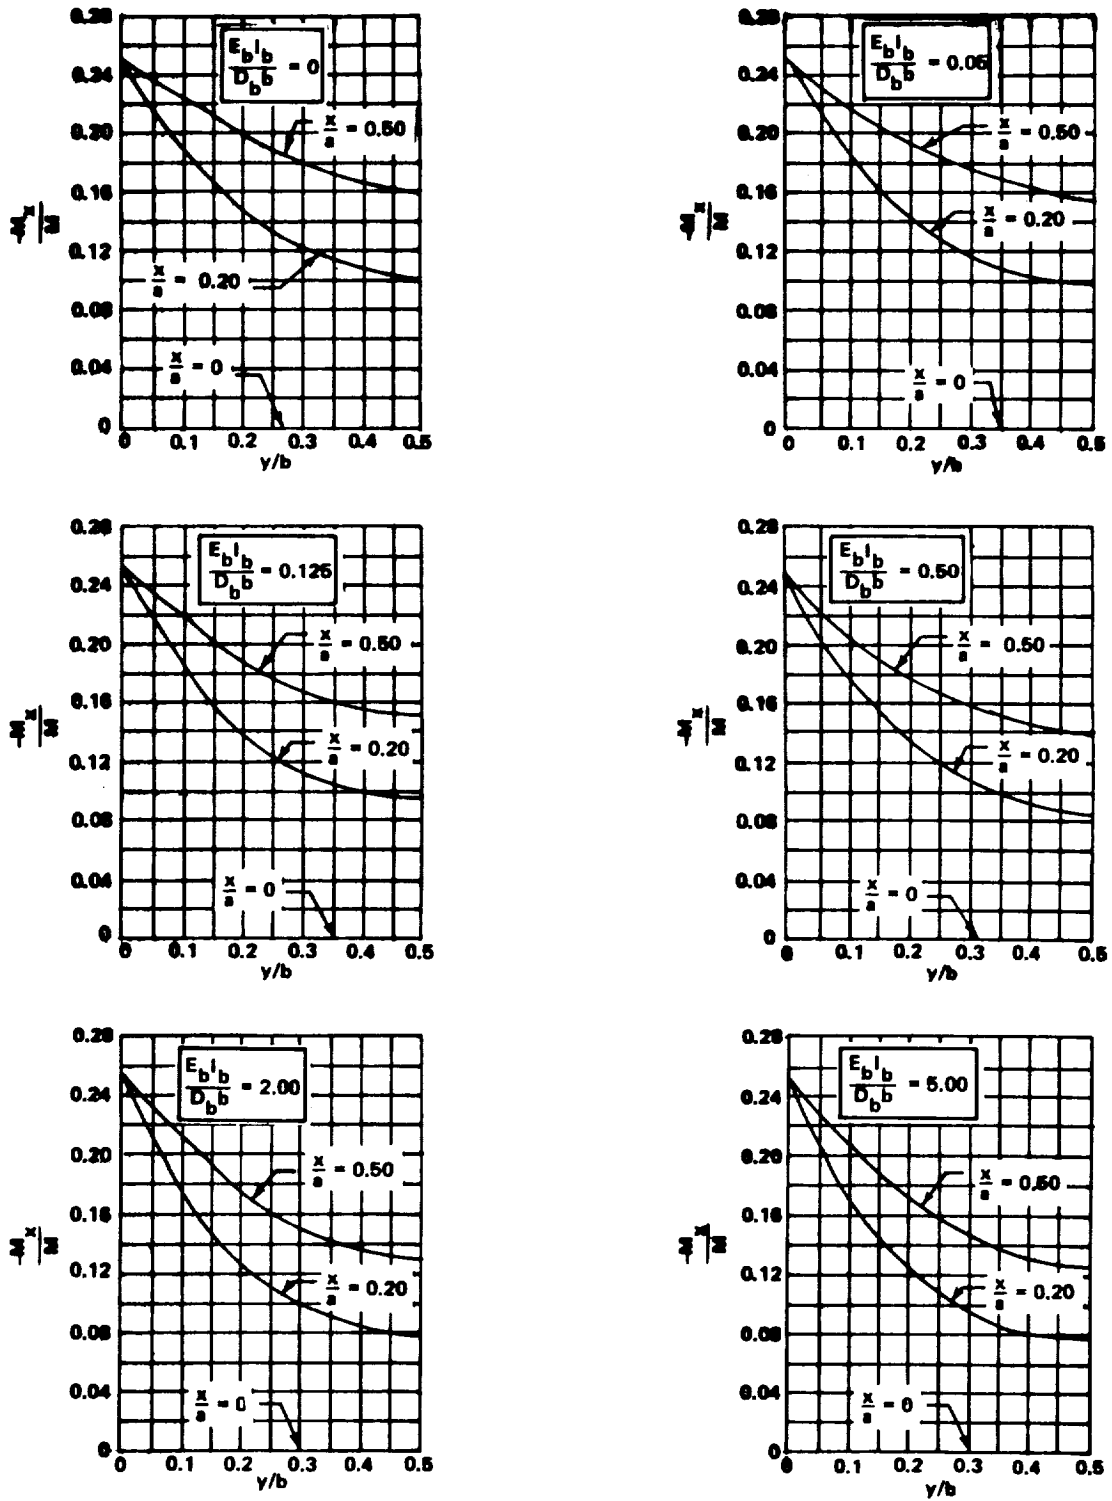 0.28
0.24
0.20
0.16
0.12
0.08
0.04
0
-Mx/M
EbIb/Dbb = 0
x/a = 0.50
x/a = 0.20
x/a = 0
0 0.1 0.2 0.3 0.4 0.5
y/b
0.28
0.24
0.20
0.16
0.12
0.08
0.04
0
-Mx/M
EbIb/Dbb = 0.05
x/a = 0.50
x/a = 0.20
x/a = 0
0 0.1 0.2 0.3 0.4 0.5
y/b
0.28
0.24
0.20
0.16
0.12
0.08
0.04
0
-Mx/M
EbIb/Dbb = 0.125
x/a = 0.50
x/a = 0.20
x/a = 0
0 0.1 0.2 0.3 0.4 0.5
y/b
0.28
0.24
0.20
0.16
0.12
0.08
0.04
0
-Mx/M
EbIb/Dbb = 0.50
x/a = 0.50
x/a = 0.20
x/a = 0
0 0.1 0.2 0.3 0.4 0.5
y/b
0.28
0.24
0.20
0.16
0.12
0.08
0.04
0
-Mx/M
EbIb/Dbb = 2.00
x/a = 0.50
x/a = 0.20
x/a = 0
0 0.1 0.2 0.3 0.4 0.5
y/b
0.28
0.24
0.20
0.16
0.12
0.08
0.04
0
-Mx/M
EbIb/Dbb = 5.00
x/a = 0.50
x/a = 0.20
x/a = 0
0 0.1 0.2 0.3 0.4 0.5
y/b